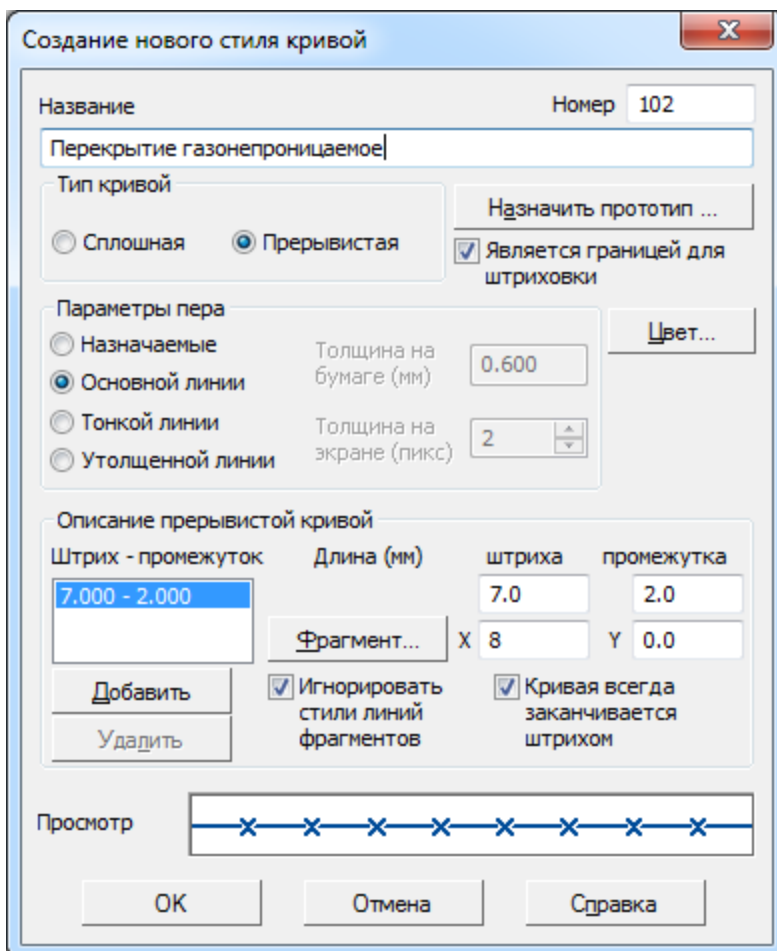 Создание нового стиля кривой
Название
Номер 102
Перекрытие газонепроницаемое
Тип кривой
Сплошная Прерывистая
Назначить прототип ...
Является границей для
штриховки
Параметры пера
Назначаемые
Основной линии
Тонкой линии
Утолщенной линии
Толщина на
бумаге (мм)
0.600
Толщина на
экране (пикс)
2
Цвет...
Описание прерывистой кривой
Штрих - промежуток Длина (мм) штриха промежутка
7.000 - 2.000
7.0 2.0
Фрагмент... X 8 Y 0.0
Добавить
Удалить
Игнорировать
стили линий
фрагментов
Кривая всегда
заканчивается
штрихом
Просмотр
OK Отмена Справка